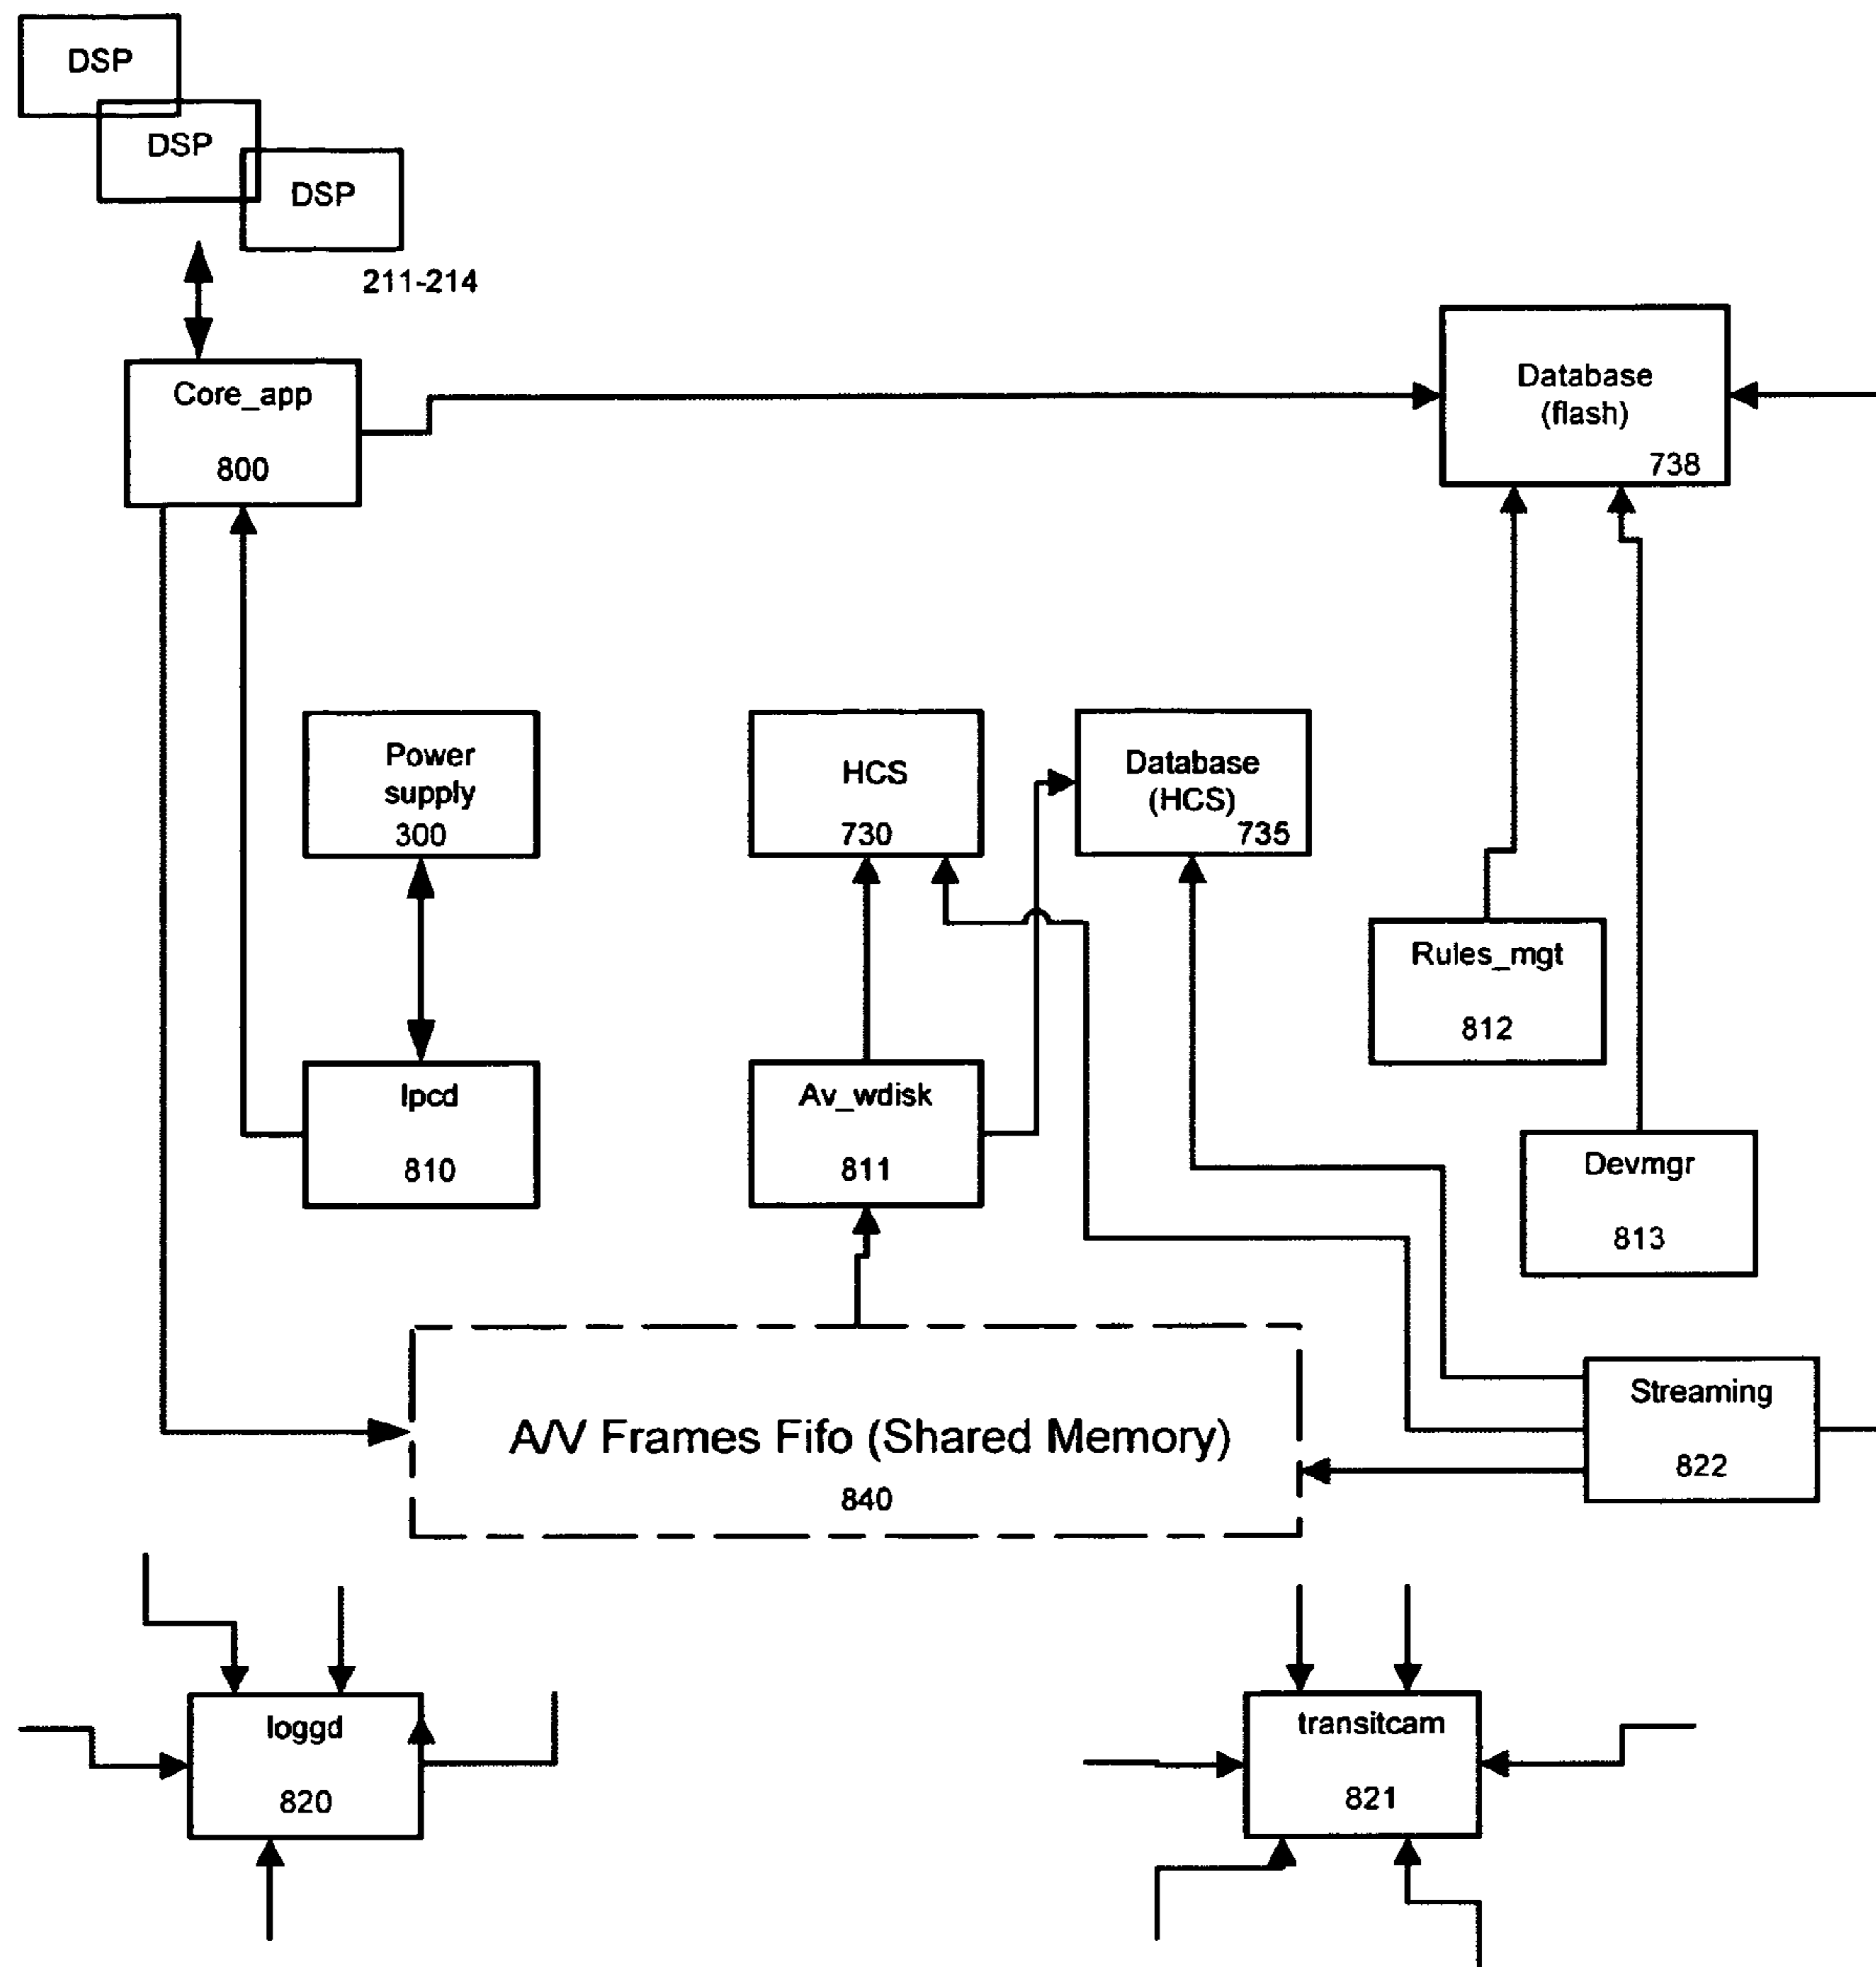 DSP
DSP
DSP
211-214
Core_app
800
Database
(flash)
738
Power
supply
300
HCS
730
Database
(HCS)
735
Rules_mgt
812
Ipcd
810
Av_wdisk
811
Devmgr
813
Streaming
822
A/V Frames Fifo (Shared Memory)
840
loggd
820
transitcam
821